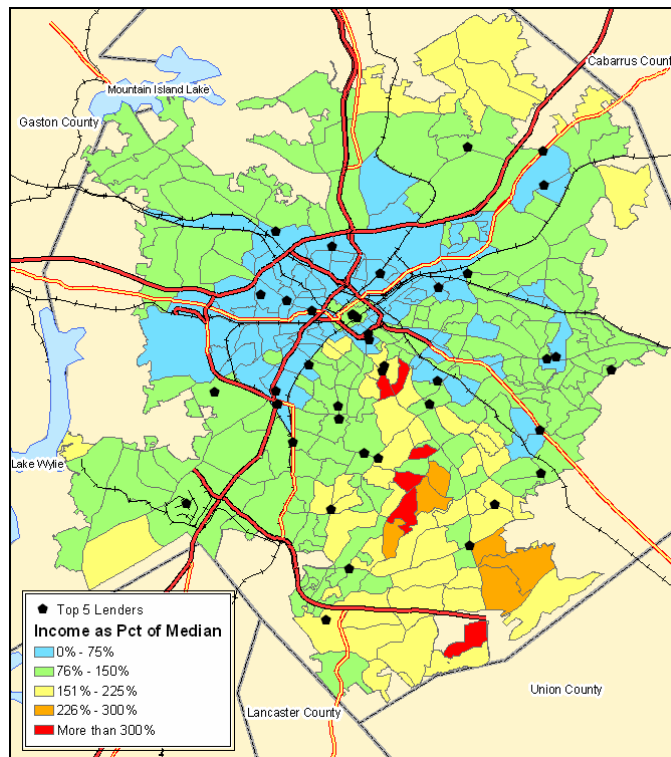 Cabarrus Count
Mountain Island Lake
Gaston County
Lake Wylie
Top 5 Lenders
Income as Pct of Median
0% - 75%
76% - 150%
151% - 225%
226% - 300%
More than 300%
Union County
Lancaster County